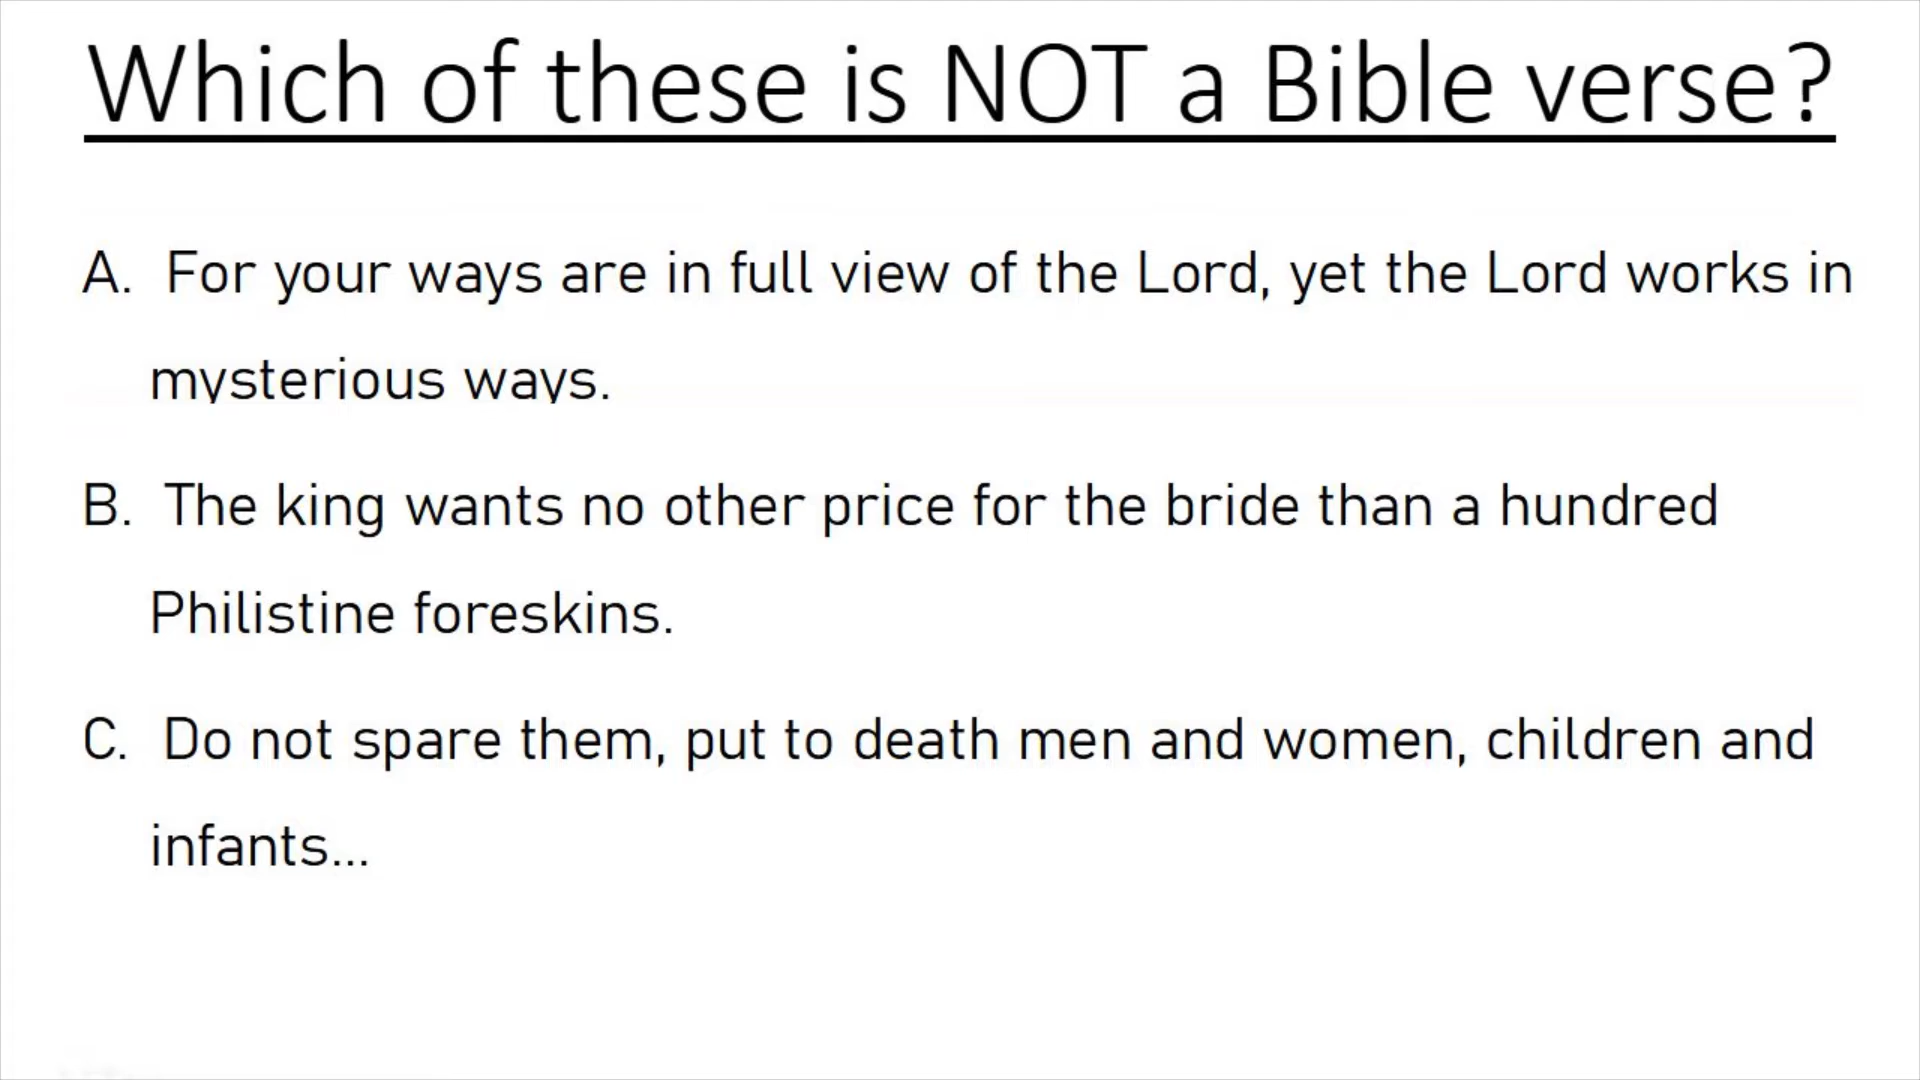 Which of these is NOT a Bible verse?
A. For your ways are in full view of the Lord, yet the Lord works in
mysterious ways.
B. The king wants no other price for the bride than a hundred
Philistine foreskins.
C. Do not spare them, put to death men and women, children and
infants...